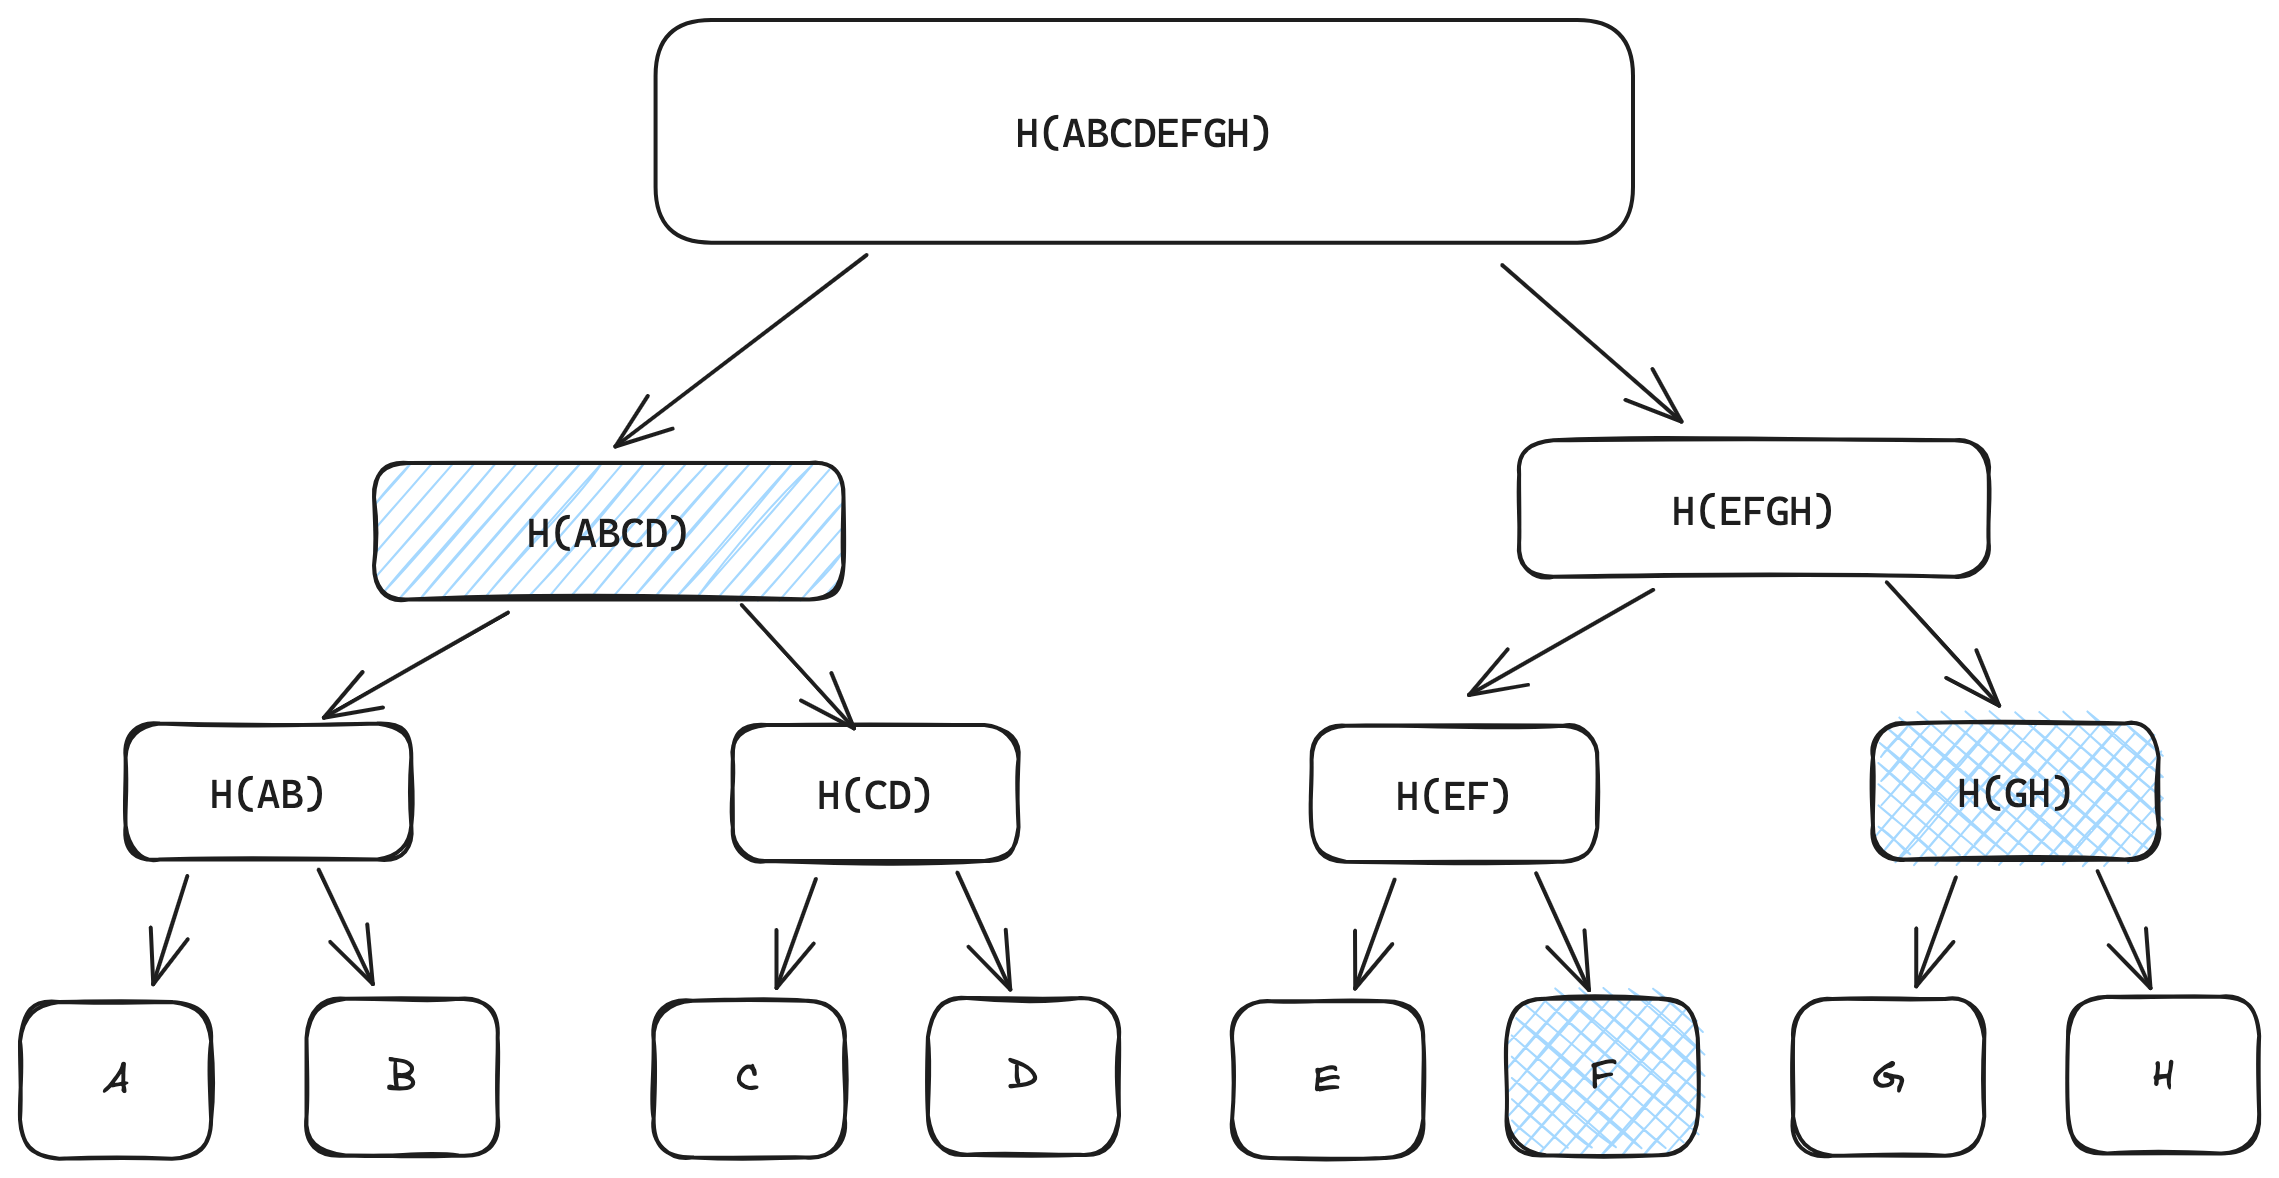 H(ABCDEFGH)
H(ABCD)
H(EFGH)
H(AB)
H(CD)
H(EF)
H(GH)
A
B
C
D
E
F
G
H